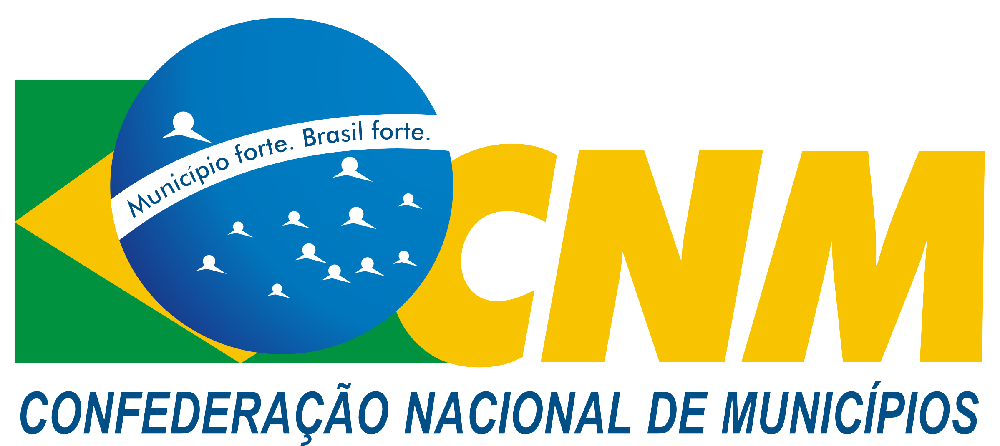 Município forte. Brasil forte.
CNM
CONFEDERAÇÃO NACIONAL DE MUNICÍPIOS